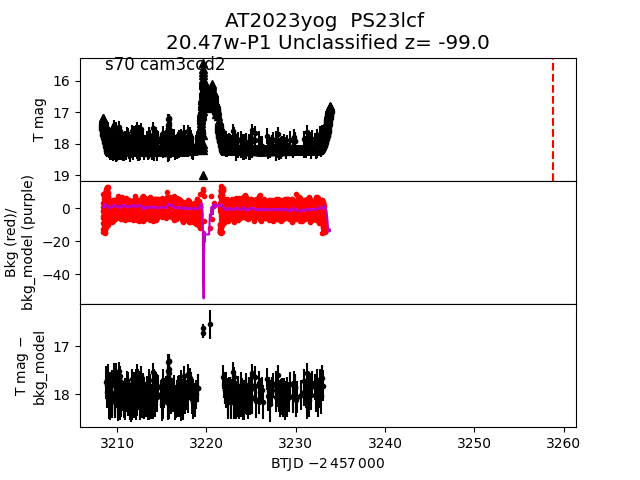 AT2023yog  PS23lcf
20.47w-P1 Unclassified z= -99.0
s70 cam3ccd2
T mag
16
17
18
19
Bkg (red)/
bkg_model (purple)
0
−20
−40
T mag −
bkg_model
17
18
3210 3220 3230 3240 3250 3260
BTJD −2 457 000